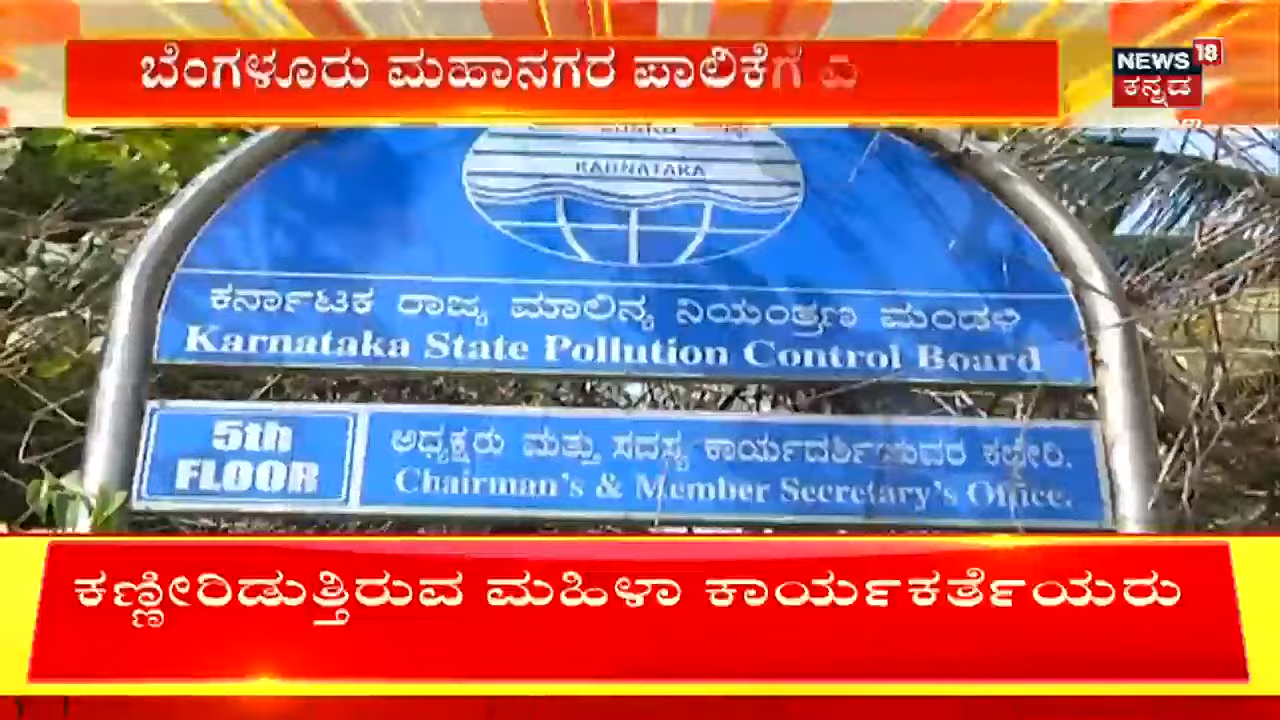 ಬೆಂಗಳೂರು ಮಹಾನಗರ ಪಾಲಿಕೆಗೆ
NEWS 18
ಕನ್ನಡ
KARNATAKA
ಕರ್ನಾಟಕ ರಾಜ್ಯ ಮಾಲಿನ್ಯ ನಿಯಂತ್ರಣ ಮಂಡಳಿ
Karnataka State Pollution Control Board
5th
FLOOR
ಅಧ್ಯಕ್ಷರು ಮತ್ತು ಸದಸ್ಯ ಕಾರ್ಯದರ್ಶಿಯವರ ಕಛೇರಿ.
Chairman's & Member Secretary's Office.
ಕಣ್ಣೀರಿಡುತ್ತಿರುವ ಮಹಿಳಾ ಕಾರ್ಯಕರ್ತೆಯರು